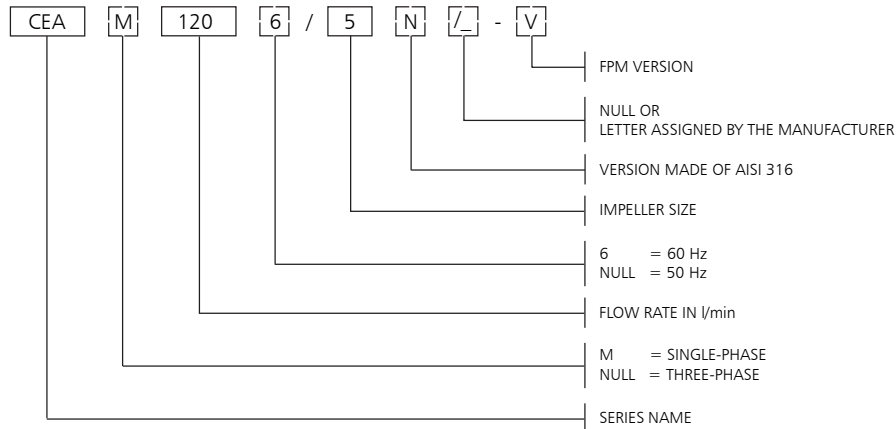 CEA M 120 6 / 5 N /_ - V
FPM VERSION
NULL OR
LETTER ASSIGNED BY THE MANUFACTURER
VERSION MADE OF AISI 316
IMPELLER SIZE
6 = 60 Hz
NULL = 50 Hz
FLOW RATE IN l/min
M = SINGLE-PHASE
NULL = THREE-PHASE
SERIES NAME